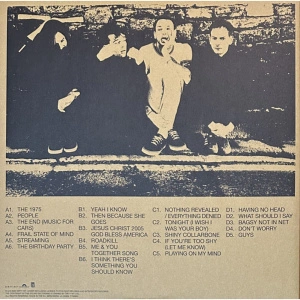 A1. THE 1975
A2. PEOPLE
A3. THE END (MUSIC FOR
CARS)
A4. FRAIL STATE OF MIND
A5. STREAMING
A6. THE BIRTHDAY PARTY
B1. YEAH I KNOW
B2. THEN BECAUSE SHE
GOES
B3. JESUS CHRIST 2005
GOD BLESS AMERICA
B4. ROADKILL
B5. ME & YOU
TOGETHER SONG
B6. I THINK THERE'S
SOMETHING YOU
SHOULD KNOW
C1. NOTHING REVEALED
/ EVERYTHING DENIED
C2. TONIGHT (I WISH I
WAS YOUR BOY)
C3. SHINY COLLARBONE
C4. IF YOU'RE TOO SHY
(LET ME KNOW)
C5. PLAYING ON MY MIND
D1. HAVING NO HEAD
D2. WHAT SHOULD I SAY
D3. BAGSY NOT IN NET
D4. DON'T WORRY
D5. GUYS